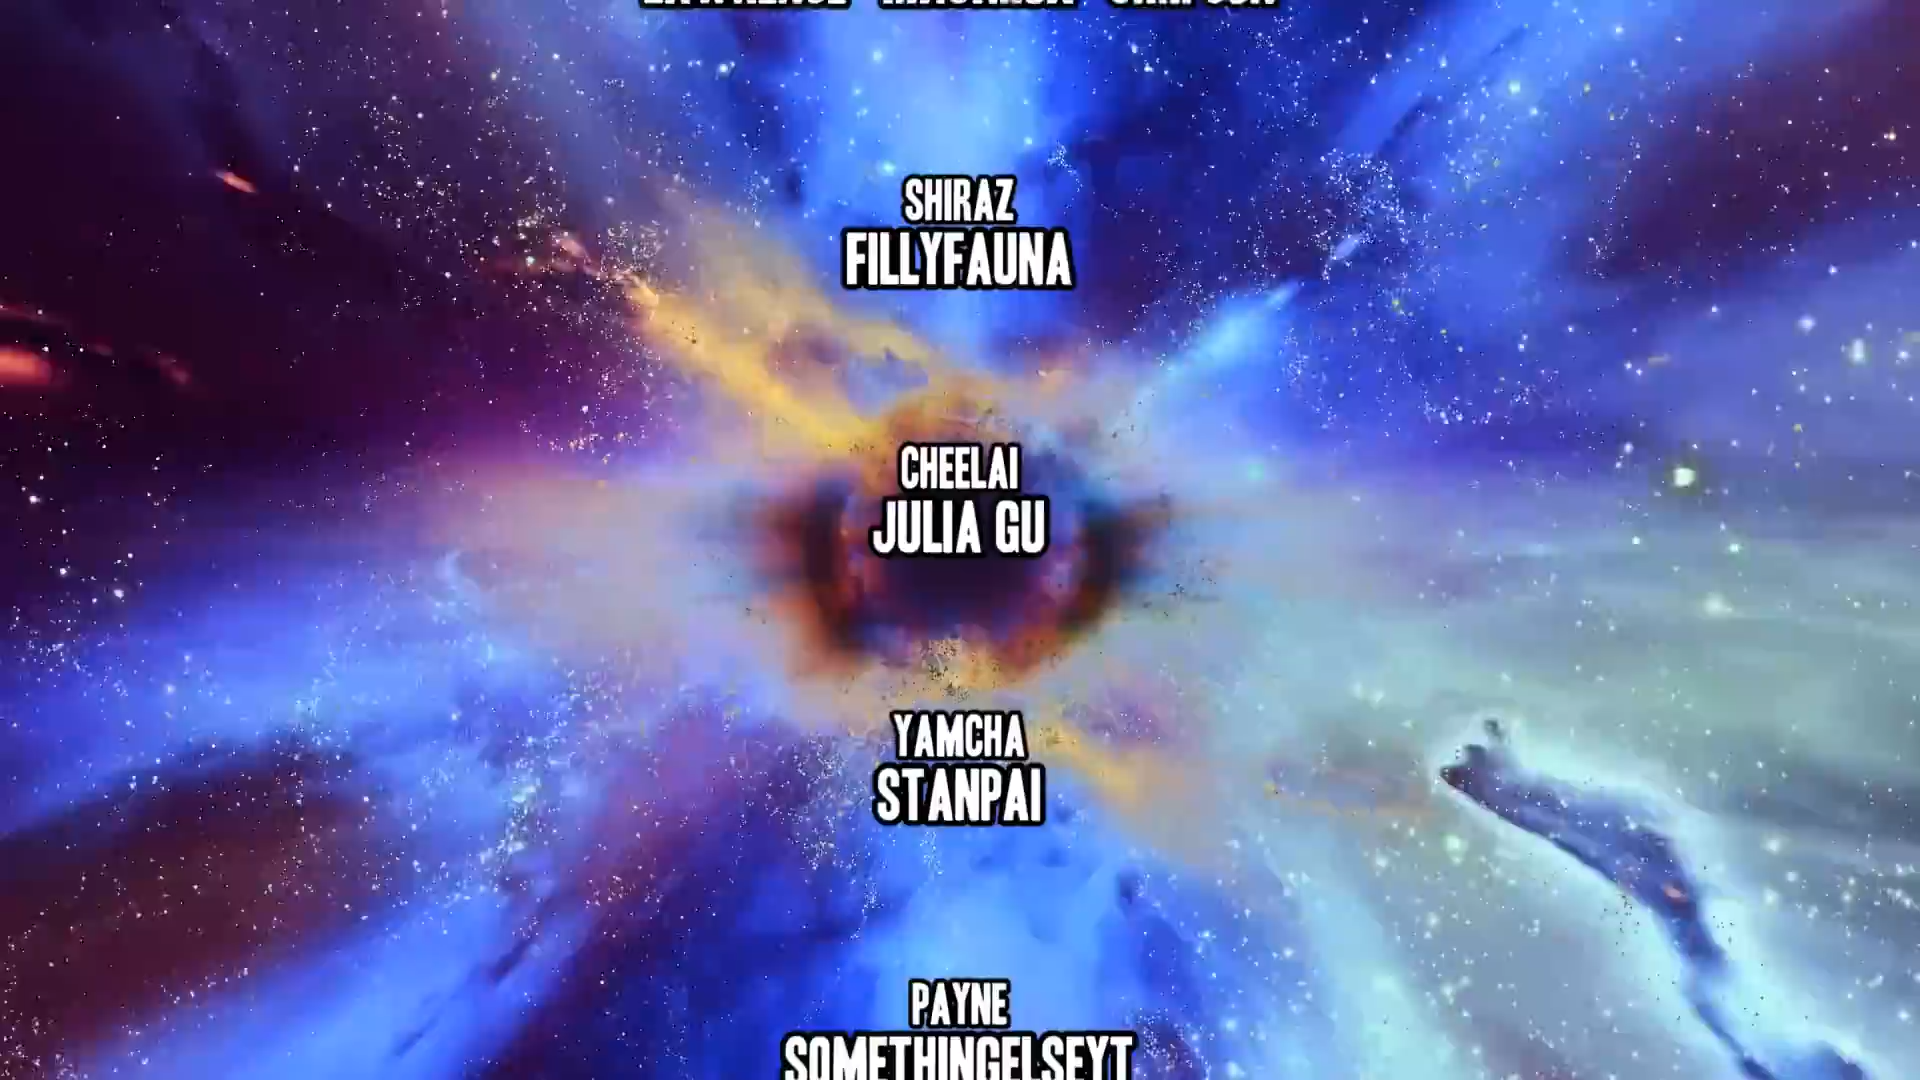 SHIRAZ
FILLYFAUNA
CHEELAI
JULIA GU
YAMCHA
STANPAI
PAYNE
SOMETHINGELSEYT